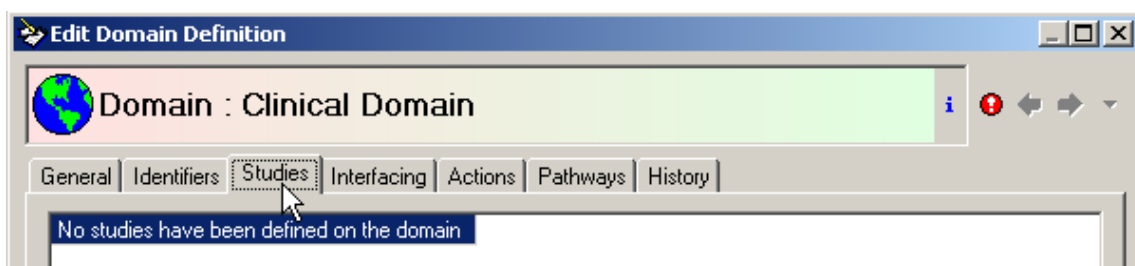 Edit Domain Definition
Domain : Clinical Domain i
General Identifiers Studies Interfacing Actions Pathways History
No studies have been defined on the domain